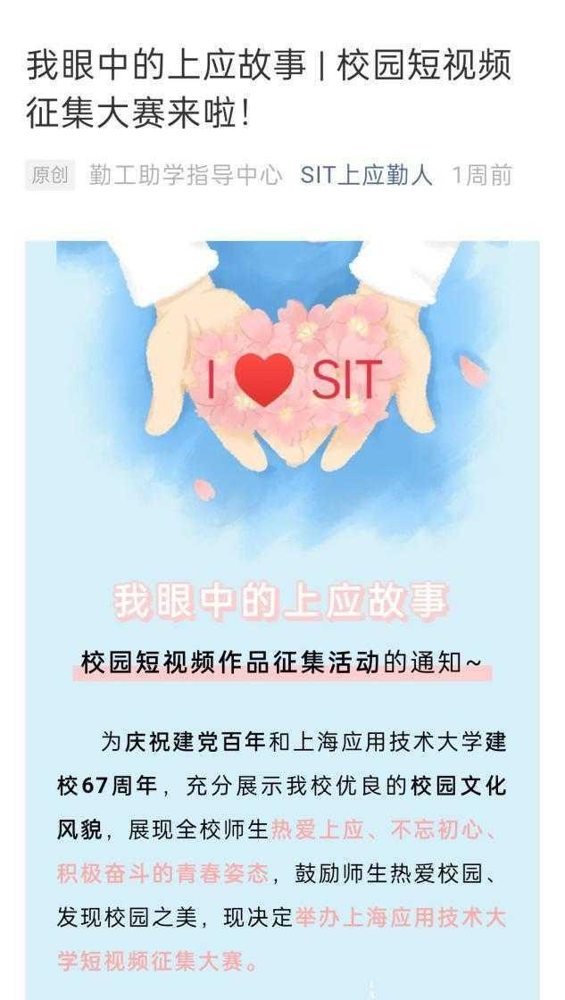 我眼中的上应故事 | 校园短视频
征集大赛来啦！
原创 勤工助学指导中心 SIT上应勤人 1周前
I ❤ SIT
我眼中的上应故事
校园短视频作品征集活动的通知~
为庆祝建党百年和上海应用技术大学建
校67周年，充分展示我校优良的校园文化
风貌，展现全校师生热爱上应、不忘初心、
积极奋斗的青春姿态，鼓励师生热爱校园、
发现校园之美，现决定举办上海应用技术大
学短视频征集大赛。